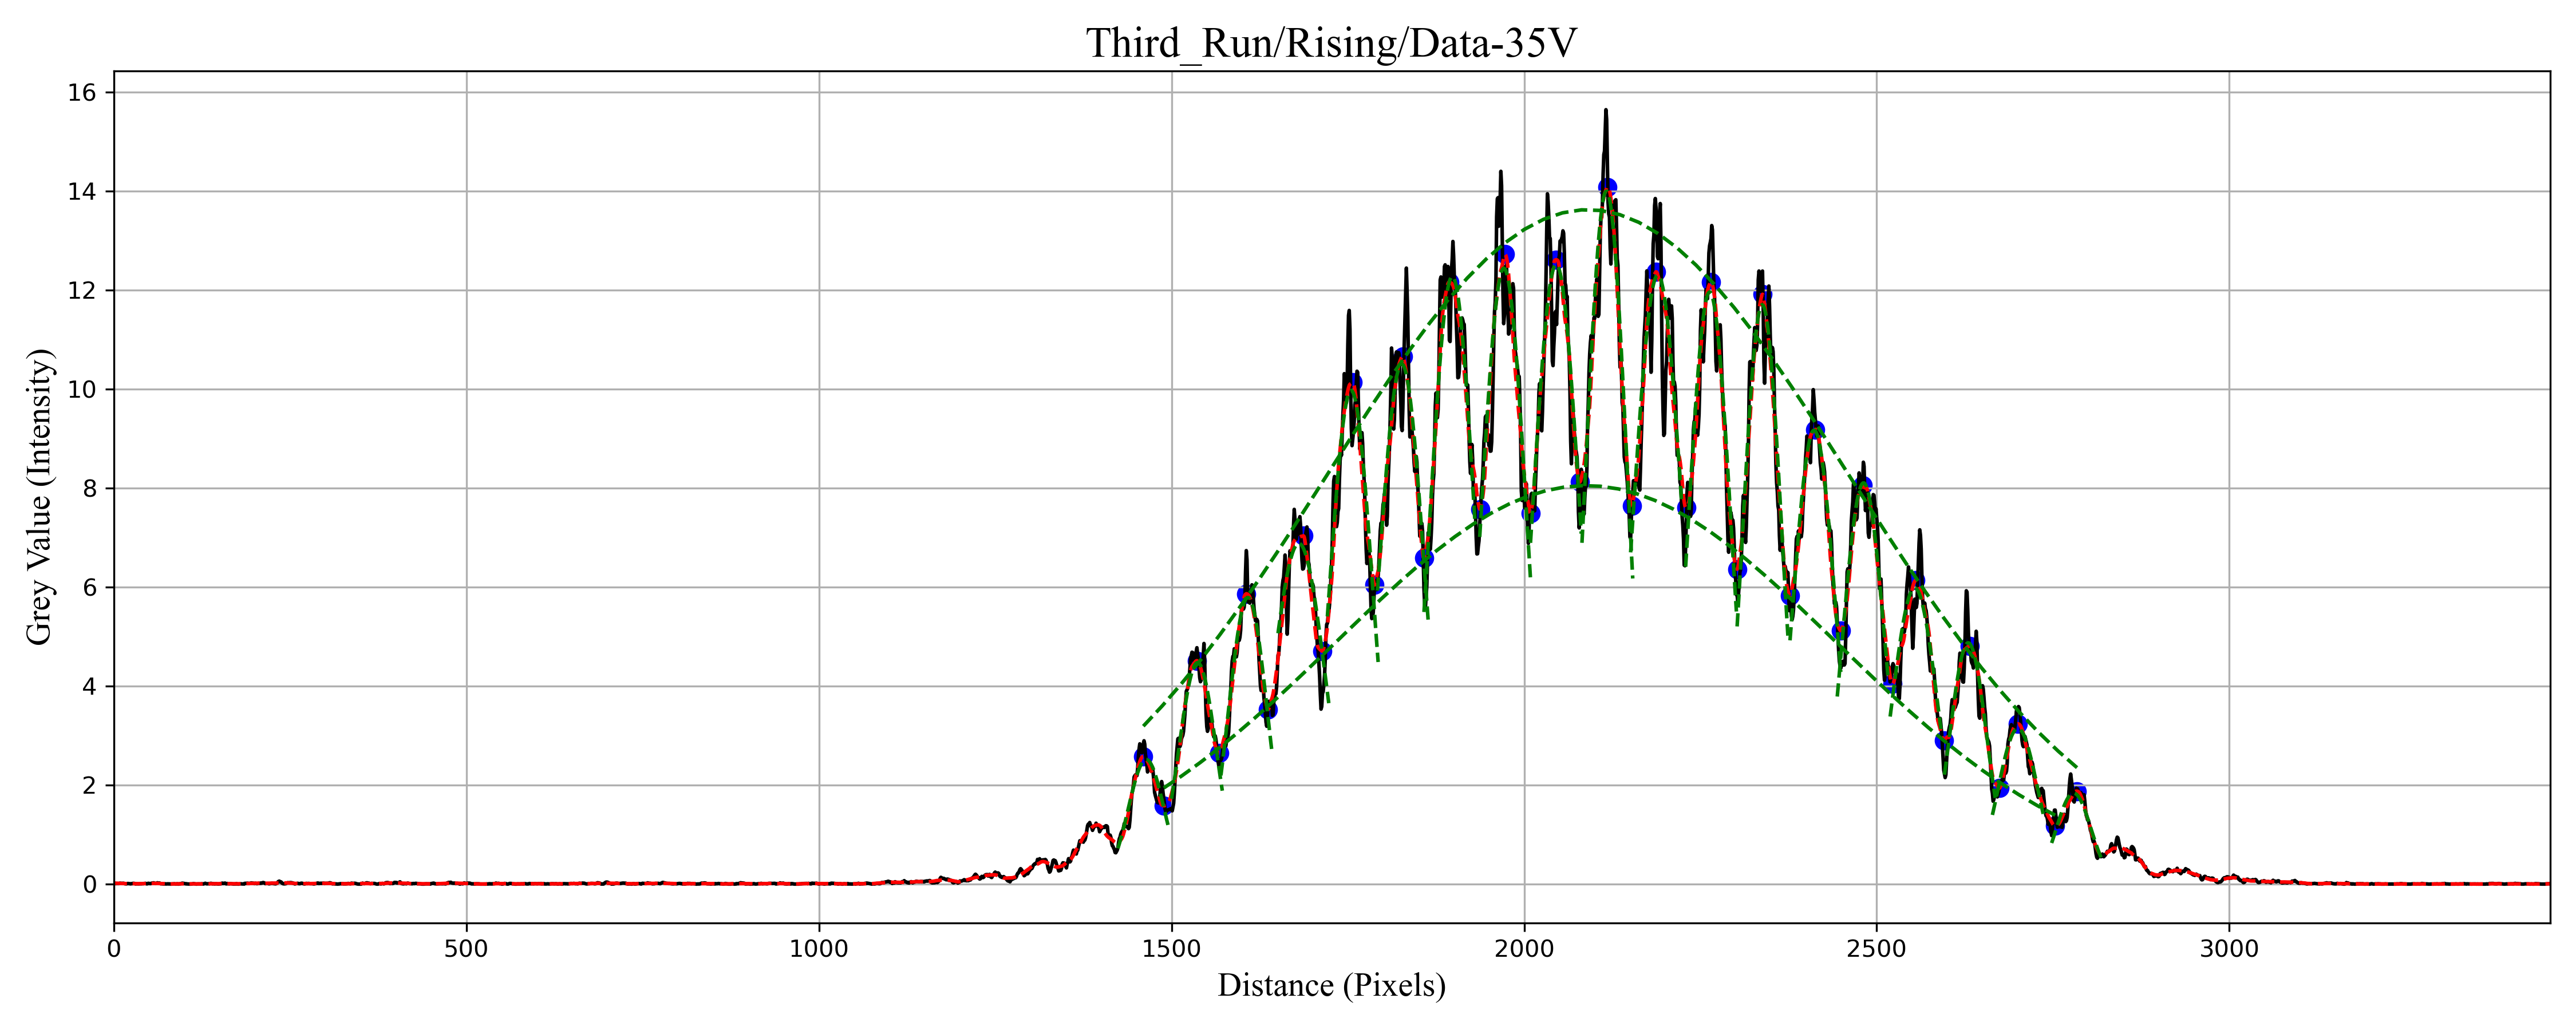 Third_Run/Rising/Data-35V
Grey Value (Intensity)
16
14
12
10
8
6
4
2
0
0 500 1000 1500 2000 2500 3000
Distance (Pixels)